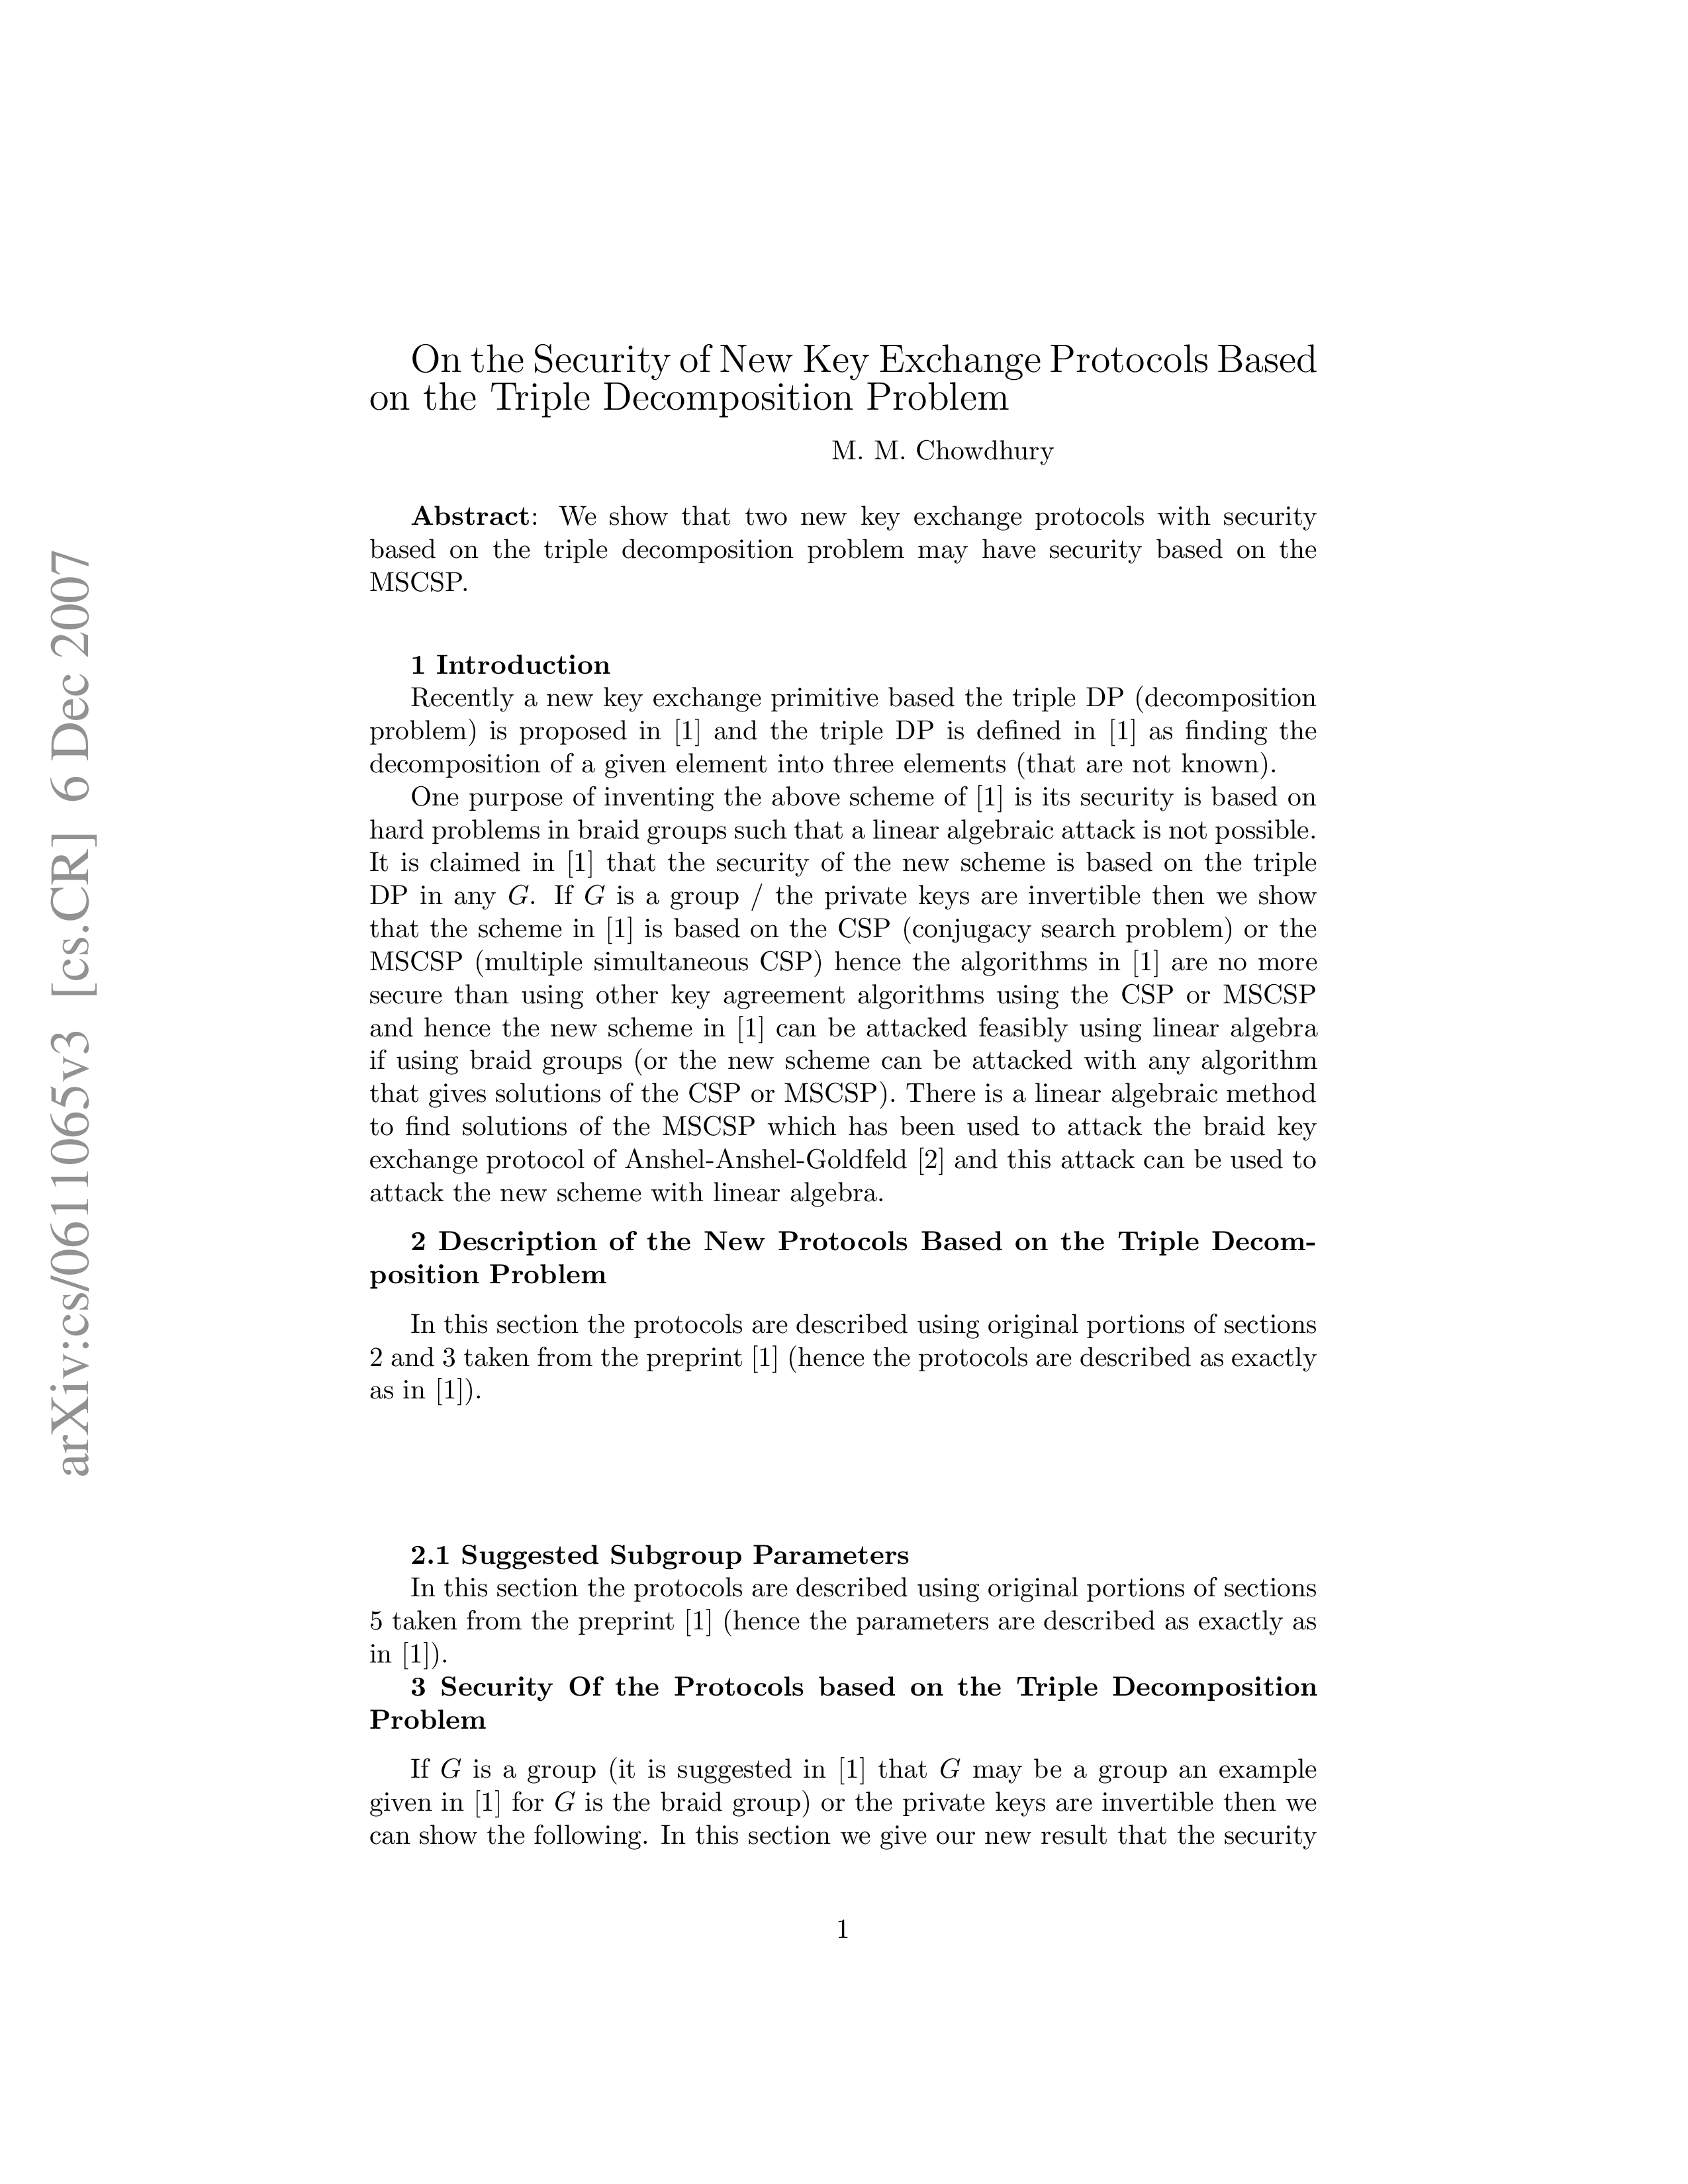 arXiv:cs/0611065v3 [cs.CR] 6 Dec 2007
On the Security of New Key Exchange Protocols Based
on the Triple Decomposition Problem
M. M. Chowdhury
Abstract: We show that two new key exchange protocols with security
based on the triple decomposition problem may have security based on the
MSCSP.
1 Introduction
Recently a new key exchange primitive based the triple DP (decomposition
problem) is proposed in [1] and the triple DP is defined in [1] as finding the
decomposition of a given element into three elements (that are not known).
One purpose of inventing the above scheme of [1] is its security is based on
hard problems in braid groups such that a linear algebraic attack is not possible.
It is claimed in [1] that the security of the new scheme is based on the triple
DP in any G. If G is a group / the private keys are invertible then we show
that the scheme in [1] is based on the CSP (conjugacy search problem) or the
MSCSP (multiple simultaneous CSP) hence the algorithms in [1] are no more
secure than using other key agreement algorithms using the CSP or MSCSP
and hence the new scheme in [1] can be attacked feasibly using linear algebra
if using braid groups (or the new scheme can be attacked with any algorithm
that gives solutions of the CSP or MSCSP). There is a linear algebraic method
to find solutions of the MSCSP which has been used to attack the braid key
exchange protocol of Anshel-Anshel-Goldfeld [2] and this attack can be used to
attack the new scheme with linear algebra.
2 Description of the New Protocols Based on the Triple Decom-
position Problem
In this section the protocols are described using original portions of sections
2 and 3 taken from the preprint [1] (hence the protocols are described as exactly
as in [1]).
2.1 Suggested Subgroup Parameters
In this section the protocols are described using original portions of sections
5 taken from the preprint [1] (hence the parameters are described as exactly as
in [1]).
3 Security Of the Protocols based on the Triple Decomposition
Problem
If G is a group (it is suggested in [1] that G may be a group an example
given in [1] for G is the braid group) or the private keys are invertible then we
can show the following. In this section we give our new result that the security
1